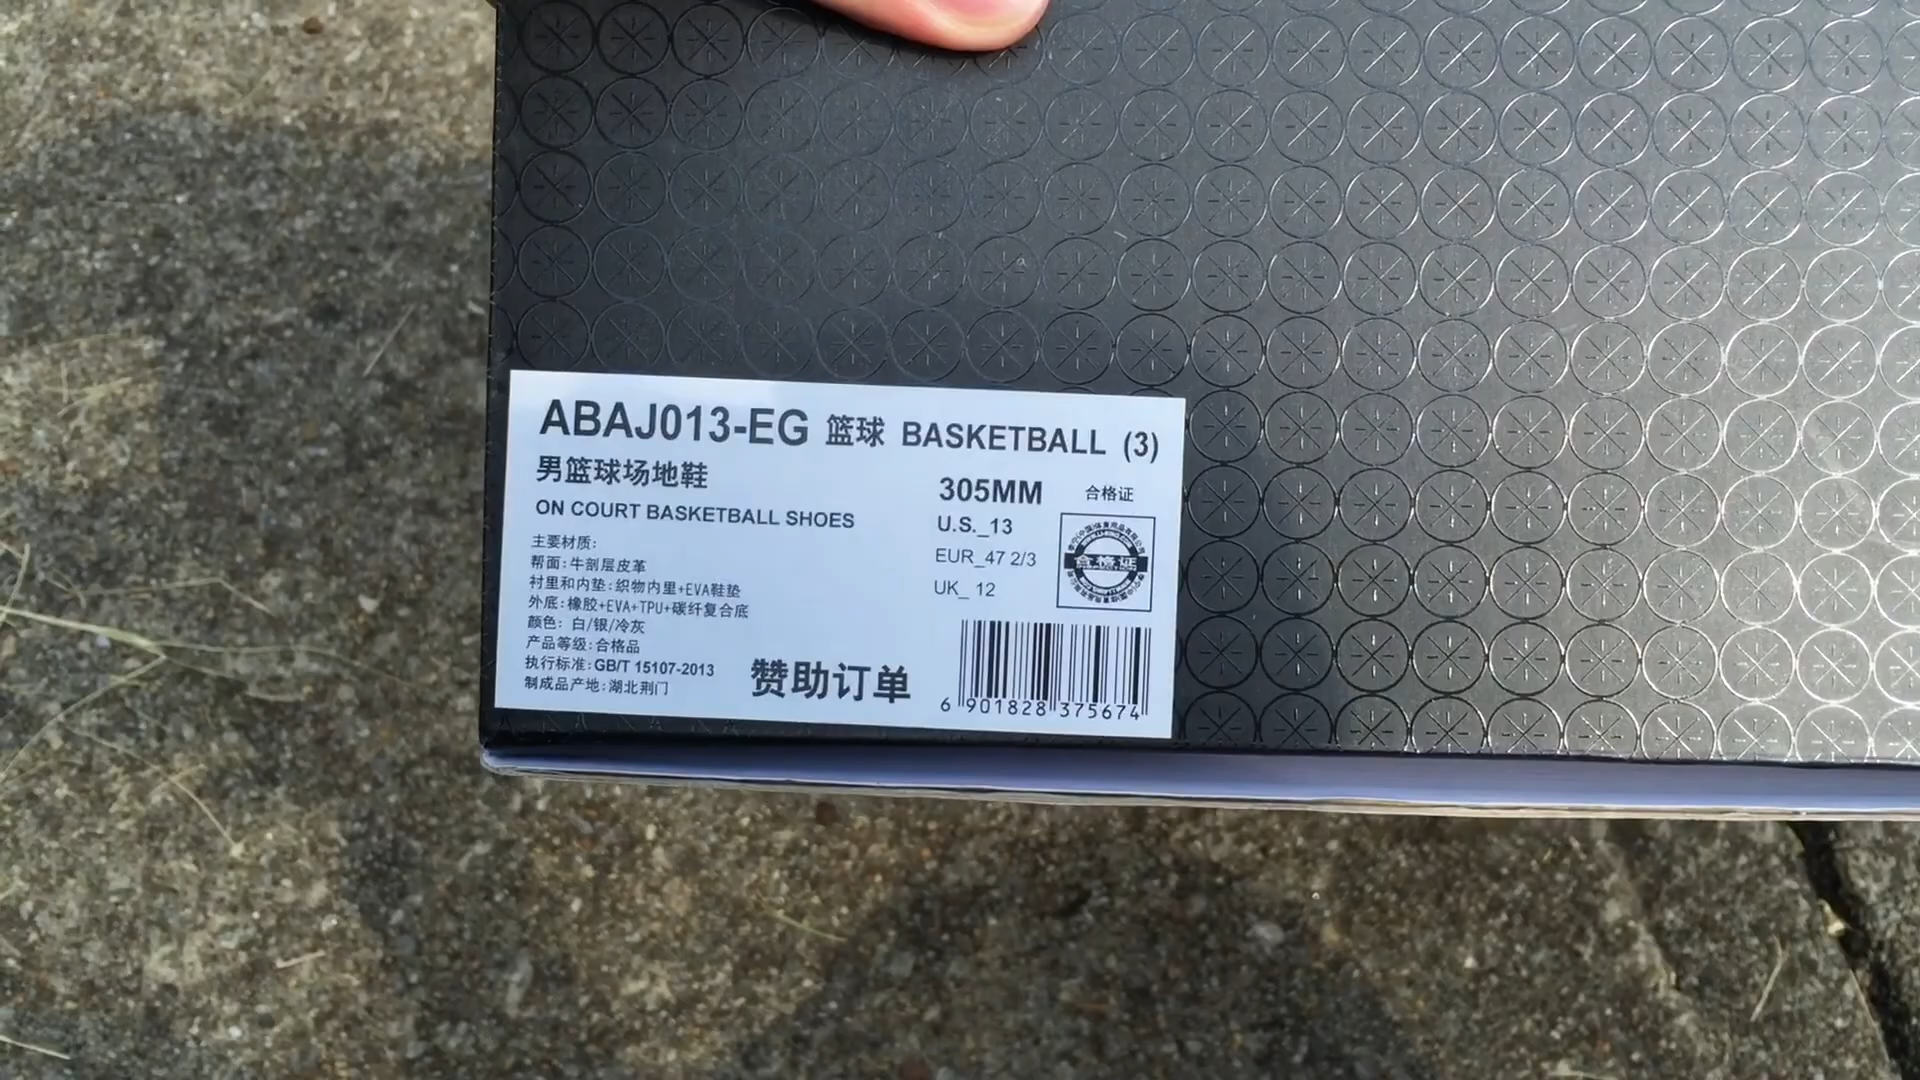 ABAJ013-EG 篮球 BASKETBALL (3)
男篮球场地鞋
ON COURT BASKETBALL SHOES
305MM
U.S._13
EUR_47 2/3
UK_ 12
合格证
合格证
主要材质:
帮面:牛剖层皮革
衬里和内垫:织物内里+EVA鞋垫
外底:橡胶+EVA+TPU+碳纤复合底
颜色: 白/银/冷灰
产品等级:合格品
执行标准:GB/T 15107-2013
制成品产地:湖北荆门
赞助订单
6 901828 375674